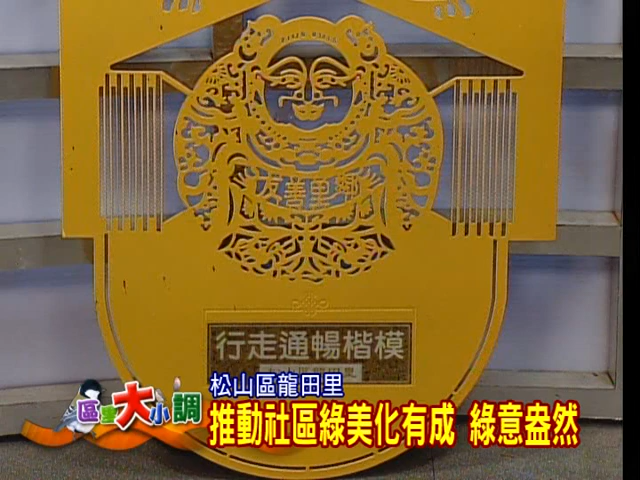 友善里鄰
行走通暢楷模
松山區龍田里
區里大小調
推動社區綠美化有成 綠意盎然